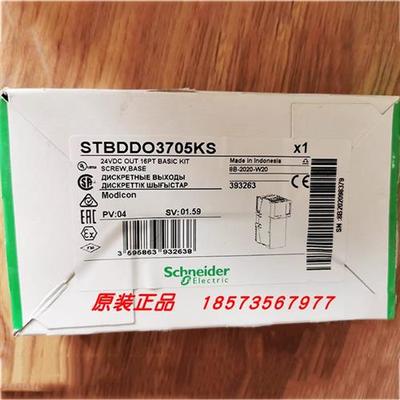 STBDDO3705KS
x1
24VDC OUT 16PT BASIC KIT
SCREW,BASE
Made in Indonesia
8B-2020-W20
ДИСКРЕТНЫЕ ВЫХОДЫ
ДИСКРЕТТІК ШЫҒЫСТАР
393263
Modicon
PV:04
SV:01.59
3 595863 932638
Schneider
Electric
原装正品 18573567977